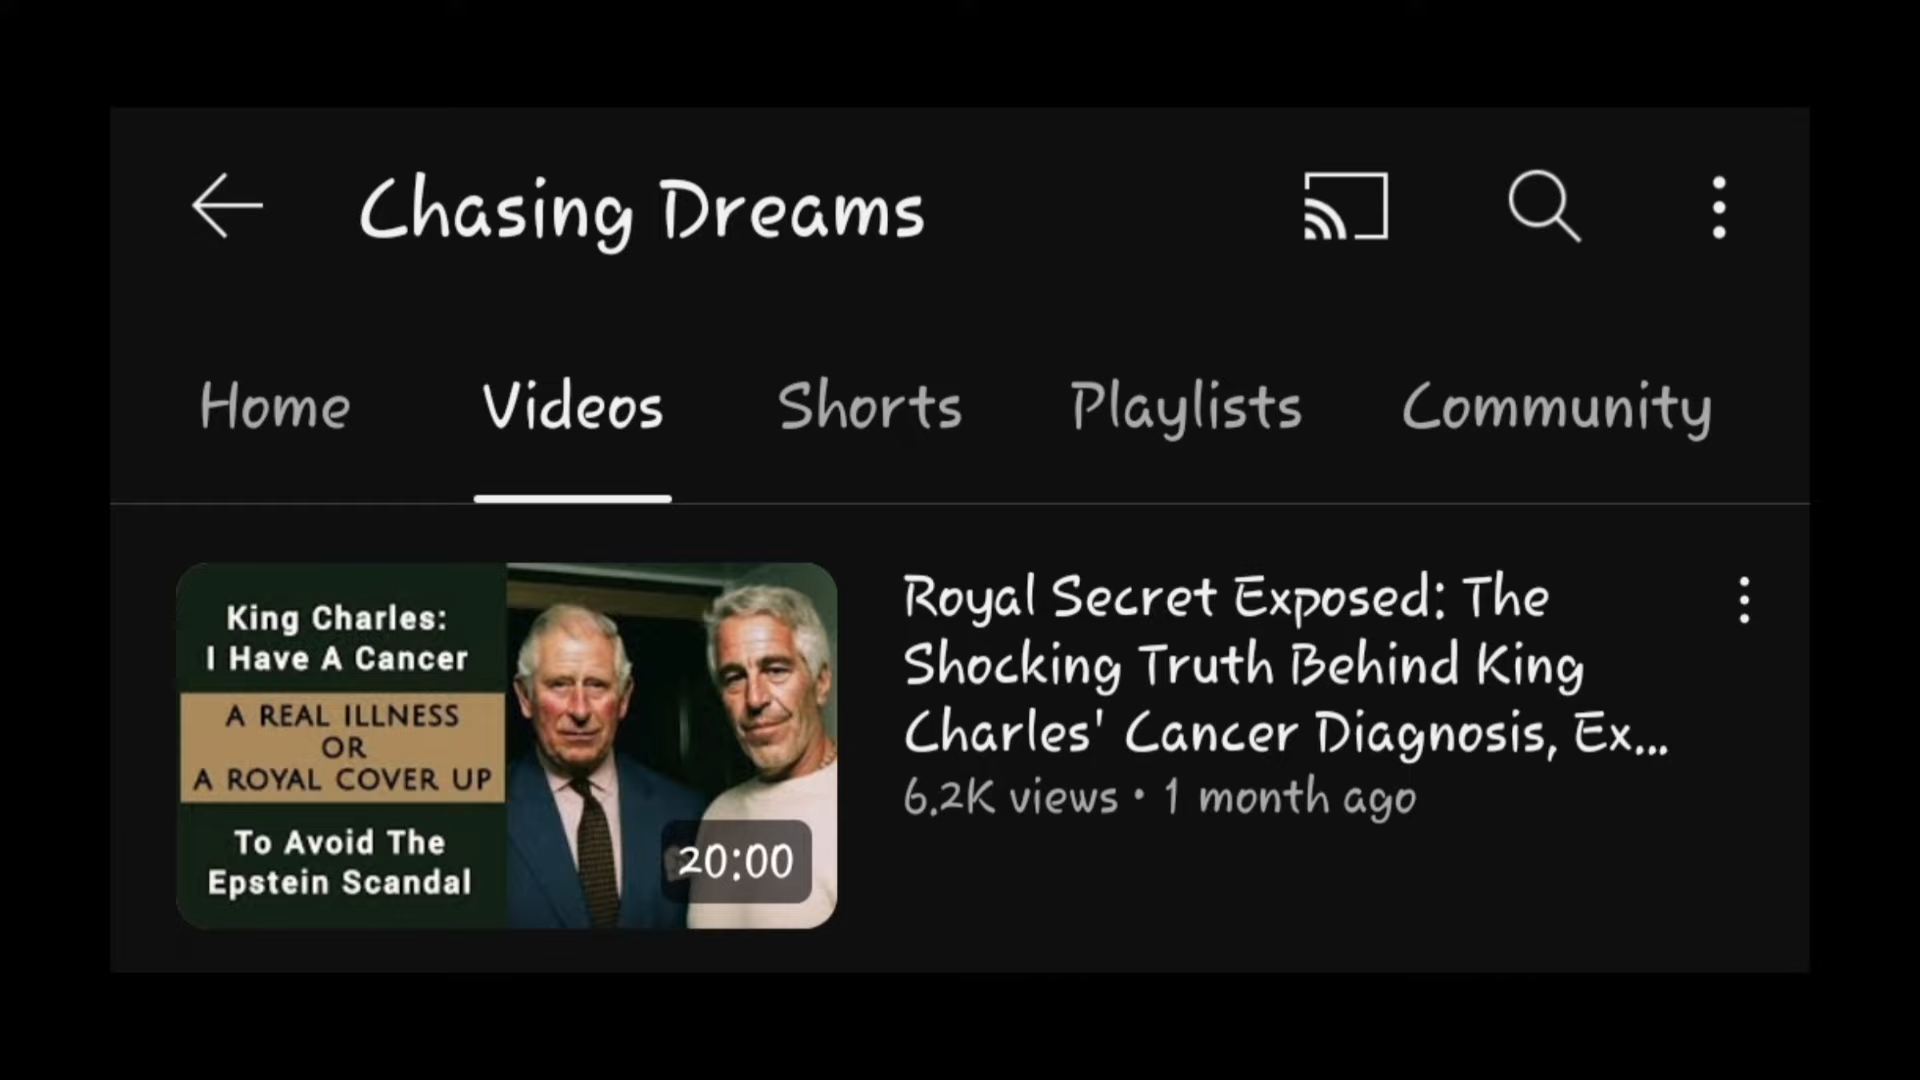 Chasing Dreams
Home Videos Shorts Playlists Community
King Charles:
I Have A Cancer
A REAL ILLNESS
OR
A ROYAL COVER UP
To Avoid The
Epstein Scandal
20:00
Royal Secret Exposed: The
Shocking Truth Behind King
Charles' Cancer Diagnosis, Ex...
6.2K views • 1 month ago